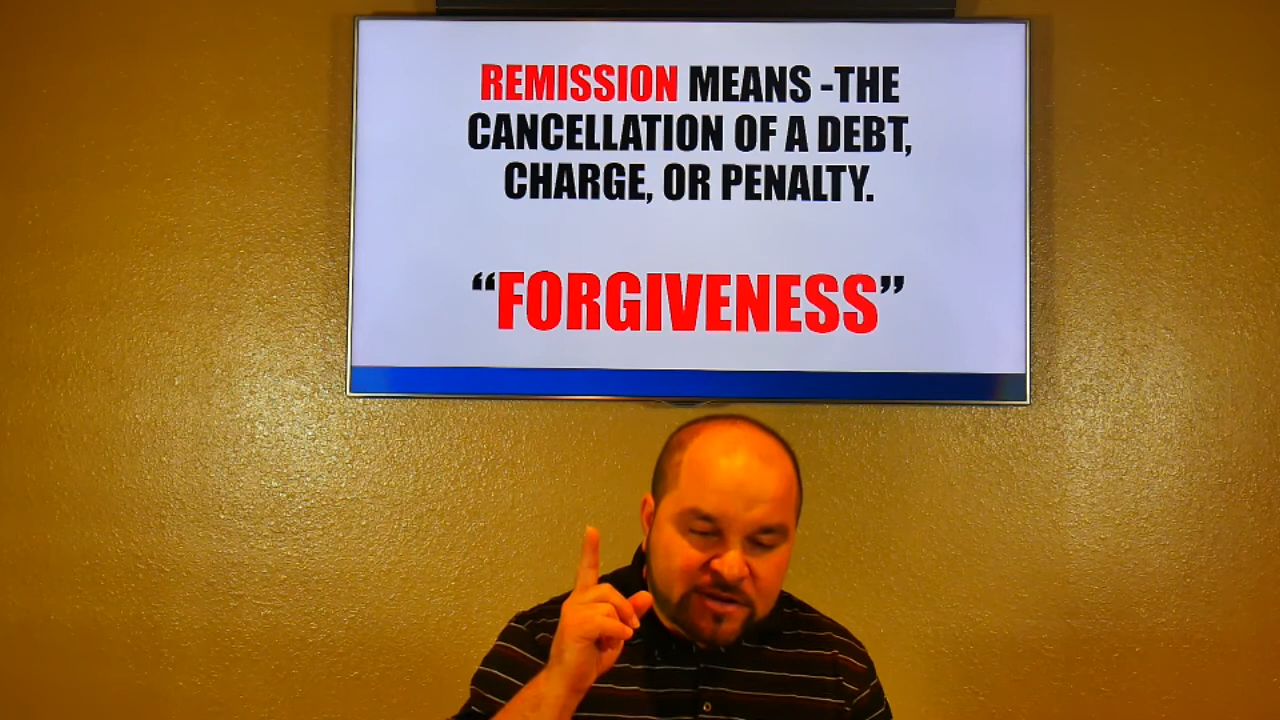 REMISSION MEANS -THE
CANCELLATION OF A DEBT,
CHARGE, OR PENALTY.
“FORGIVENESS”